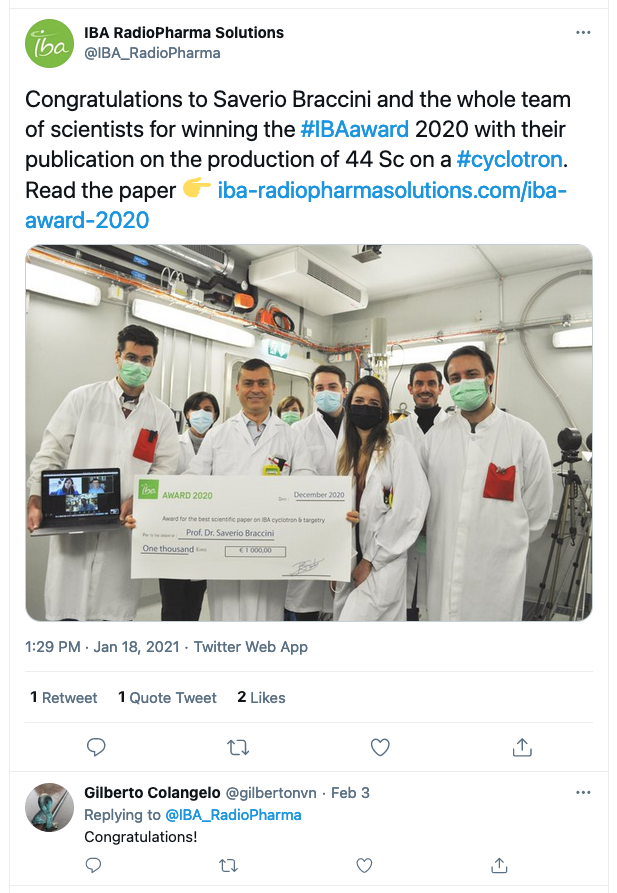 iba
IBA RadioPharma Solutions
@IBA_RadioPharma
Congratulations to Saverio Braccini and the whole team
of scientists for winning the #IBAaward 2020 with their
publication on the production of 44 Sc on a #cyclotron.
Read the paper 👉 iba-radiopharmasolutions.com/iba-
award-2020
iba AWARD 2020
Date : December 2020
Award for the best scientific paper on IBA cyclotron & targetry
Pay to the order of Prof. Dr. Saverio Braccini
One thousand Euros € 1 000,00
1:29 PM · Jan 18, 2021 · Twitter Web App
1 Retweet 1 Quote Tweet 2 Likes
Gilberto Colangelo @gilbertonvn · Feb 3
Replying to @IBA_RadioPharma
Congratulations!